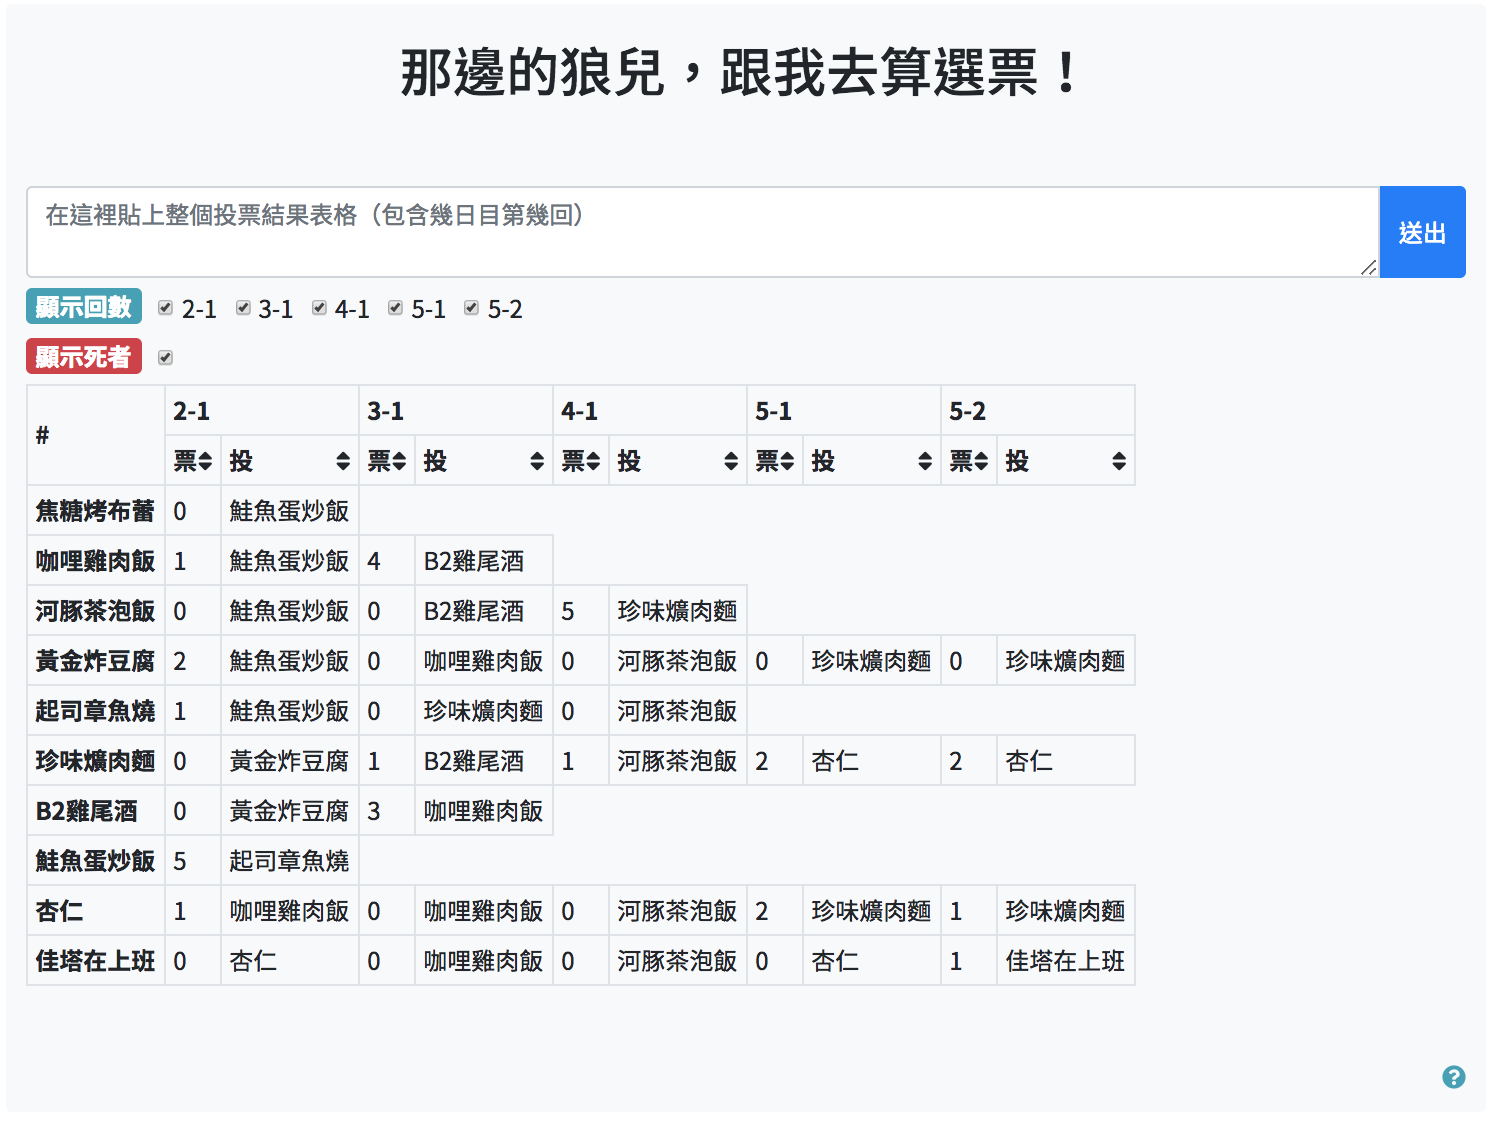 那邊的狼兒，跟我去算選票！
在這裡貼上整個投票結果表格（包含幾日目第幾回）
送出
顯示回數 2-1 3-1 4-1 5-1 5-2
顯示死者
# 2-1 3-1 4-1 5-1 5-2
票 投 票 投 票 投 票 投 票 投
焦糖烤布蕾 0 鮭魚蛋炒飯
咖哩雞肉飯 1 鮭魚蛋炒飯 4 B2雞尾酒
河豚茶泡飯 0 鮭魚蛋炒飯 0 B2雞尾酒 5 珍味爌肉麵
黃金炸豆腐 2 鮭魚蛋炒飯 0 咖哩雞肉飯 0 河豚茶泡飯 0 珍味爌肉麵 0 珍味爌肉麵
起司章魚燒 1 鮭魚蛋炒飯 0 珍味爌肉麵 0 河豚茶泡飯
珍味爌肉麵 0 黃金炸豆腐 1 B2雞尾酒 1 河豚茶泡飯 2 杏仁 2 杏仁
B2雞尾酒 0 黃金炸豆腐 3 咖哩雞肉飯
鮭魚蛋炒飯 5 起司章魚燒
杏仁 1 咖哩雞肉飯 0 咖哩雞肉飯 0 河豚茶泡飯 2 珍味爌肉麵 1 珍味爌肉麵
佳塔在上班 0 杏仁 0 咖哩雞肉飯 0 河豚茶泡飯 0 杏仁 1 佳塔在上班
?